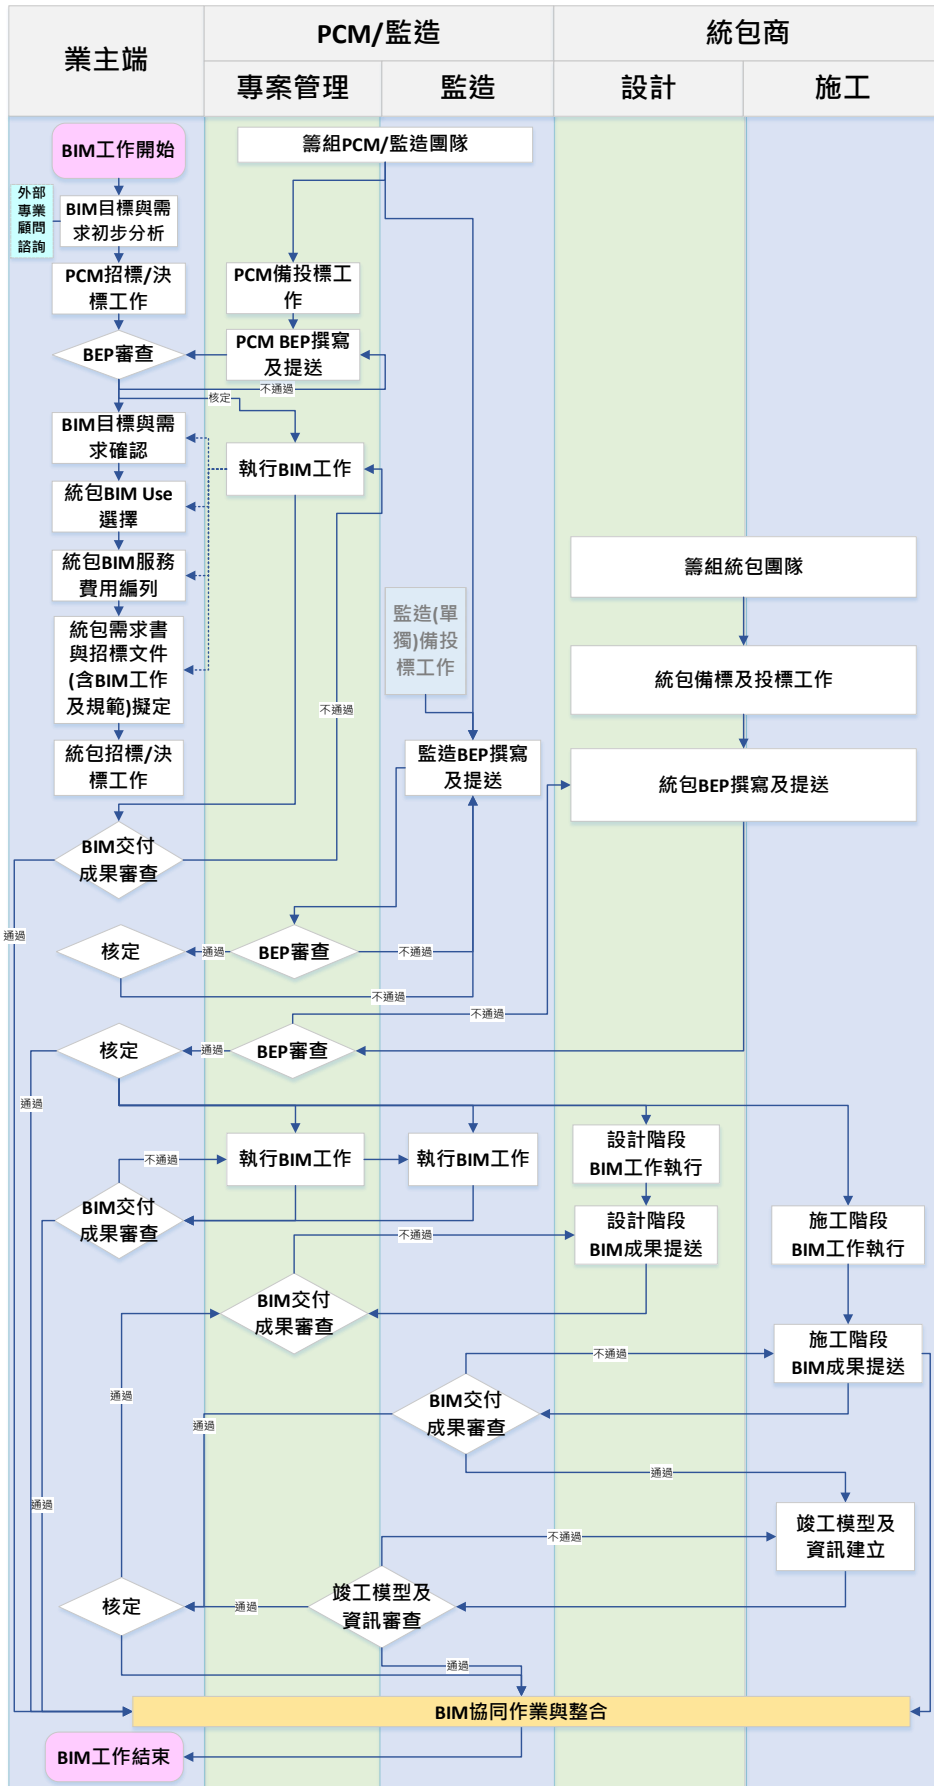 業主端
PCM/監造
統包商
專案管理
監造
設計
施工
BIM工作開始
籌組PCM/監造團隊
外部
專業
顧問
諮詢
BIM目標與需
求初步分析
PCM招標/決
標工作
PCM備投標工
作
BEP審查
PCM BEP撰寫
及提送
不通過
核定
BIM目標與需
求確認
執行BIM工作
統包BIM Use
選擇
統包BIM服務
費用編列
籌組統包團隊
監造(單
獨)備投
標工作
統包需求書
與招標文件
(含BIM工作
及規範)擬定
統包備標及投標工作
不通過
統包招標/決
標工作
監造BEP撰寫
及提送
統包BEP撰寫及提送
BIM交付
成果審查
通過
核定
通過
BEP審查
不通過
不通過
不通過
核定
通過
BEP審查
通過
不通過
執行BIM工作
執行BIM工作
設計階段
BIM工作執行
BIM交付
成果審查
不通過
設計階段
BIM成果提送
施工階段
BIM工作執行
BIM交付
成果審查
不通過
施工階段
BIM成果提送
通過
BIM交付
成果審查
通過
通過
通過
不通過
竣工模型及
資訊建立
核定
通過
竣工模型及
資訊審查
通過
BIM協同作業與整合
BIM工作結束